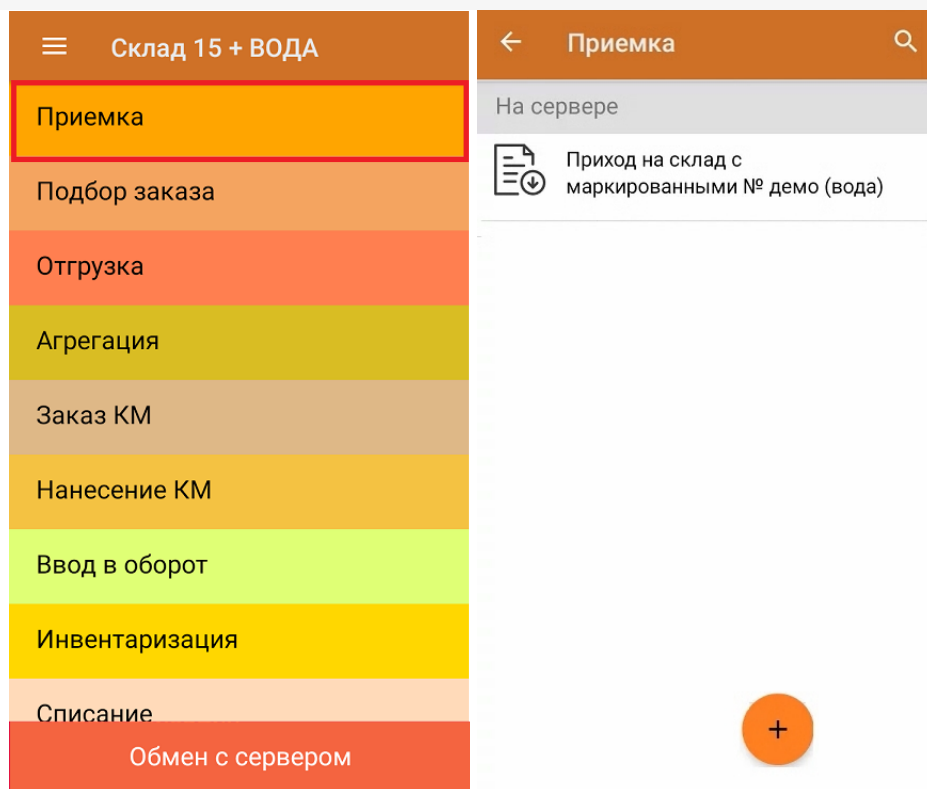 Склад 15 + ВОДА
Приемка
Подбор заказа
Отгрузка
Агрегация
Заказ КМ
Нанесение КМ
Ввод в оборот
Инвентаризация
Списание
Обмен с сервером
Приемка
На сервере
Приход на склад с
маркированными № демо (вода)